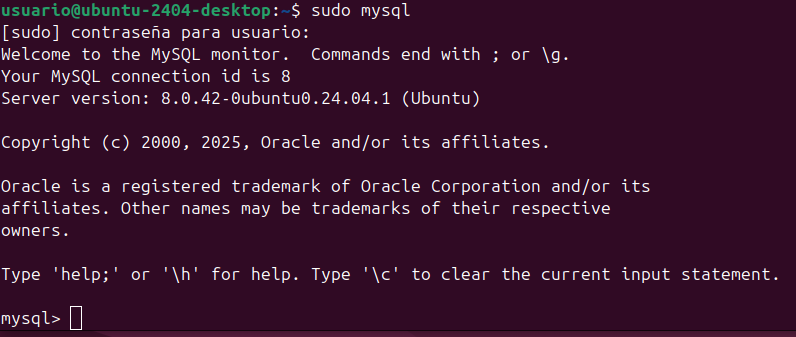 usuario@ubuntu-2404-desktop:~$ sudo mysql
[sudo] contraseña para usuario:
Welcome to the MySQL monitor.  Commands end with ; or \g.
Your MySQL connection id is 8
Server version: 8.0.42-0ubuntu0.24.04.1 (Ubuntu)
Copyright (c) 2000, 2025, Oracle and/or its affiliates.
Oracle is a registered trademark of Oracle Corporation and/or its
affiliates. Other names may be trademarks of their respective
owners.
Type 'help;' or '\h' for help. Type '\c' to clear the current input statement.
mysql>